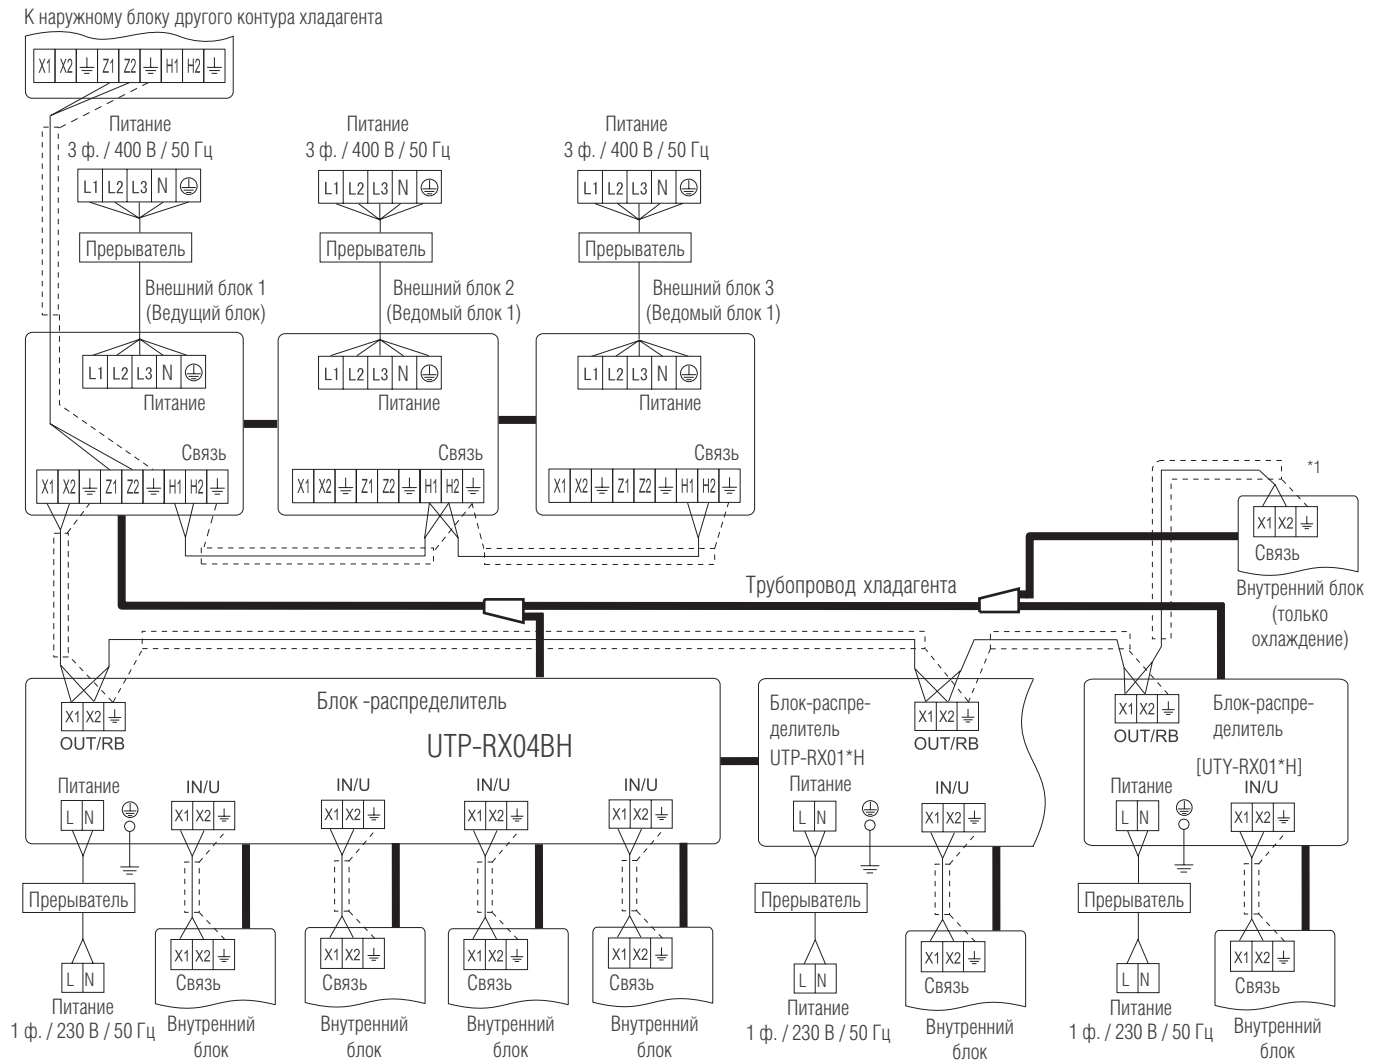 К наружному блоку другого контура хладагента
X1 X2 Z1 Z2 H1 H2
Питание
3 ф. / 400 В / 50 Гц
L1 L2 L3 N
Прерыватель
Внешний блок 1
(Ведущий блок)
L1 L2 L3 N
Питание
Связь
X1 X2 Z1 Z2 H1 H2
Питание
3 ф. / 400 В / 50 Гц
L1 L2 L3 N
Прерыватель
Внешний блок 2
(Ведомый блок 1)
L1 L2 L3 N
Питание
Связь
X1 X2 Z1 Z2 H1 H2
Питание
3 ф. / 400 В / 50 Гц
L1 L2 L3 N
Прерыватель
Внешний блок 3
(Ведомый блок 1)
L1 L2 L3 N
Питание
Связь
X1 X2 Z1 Z2 H1 H2
*1
X1 X2
Связь
Внутренний блок
(только
охлаждение)
Трубопровод хладагента
X1 X2
OUT/RB
Блок -распределитель
UTP-RX04BH
Питание
L N
Прерыватель
L N
Питание
1 ф. / 230 В / 50 Гц
IN/U
X1 X2
X1 X2
Связь
Внутренний
блок
IN/U
X1 X2
X1 X2
Связь
Внутренний
блок
IN/U
X1 X2
X1 X2
Связь
Внутренний
блок
IN/U
X1 X2
X1 X2
Связь
Внутренний
блок
Блок-распре-
делитель
UTP-RX01*H
X1 X2
OUT/RB
Питание
L N
Прерыватель
L N
Питание
1 ф. / 230 В / 50 Гц
IN/U
X1 X2
X1 X2
Связь
Внутренний
блок
X1 X2
OUT/RB
Блок-распре-
делитель
[UTY-RX01*H]
Питание
L N
Прерыватель
L N
Питание
1 ф. / 230 В / 50 Гц
IN/U
X1 X2
X1 X2
Связь
Внутренний
блок